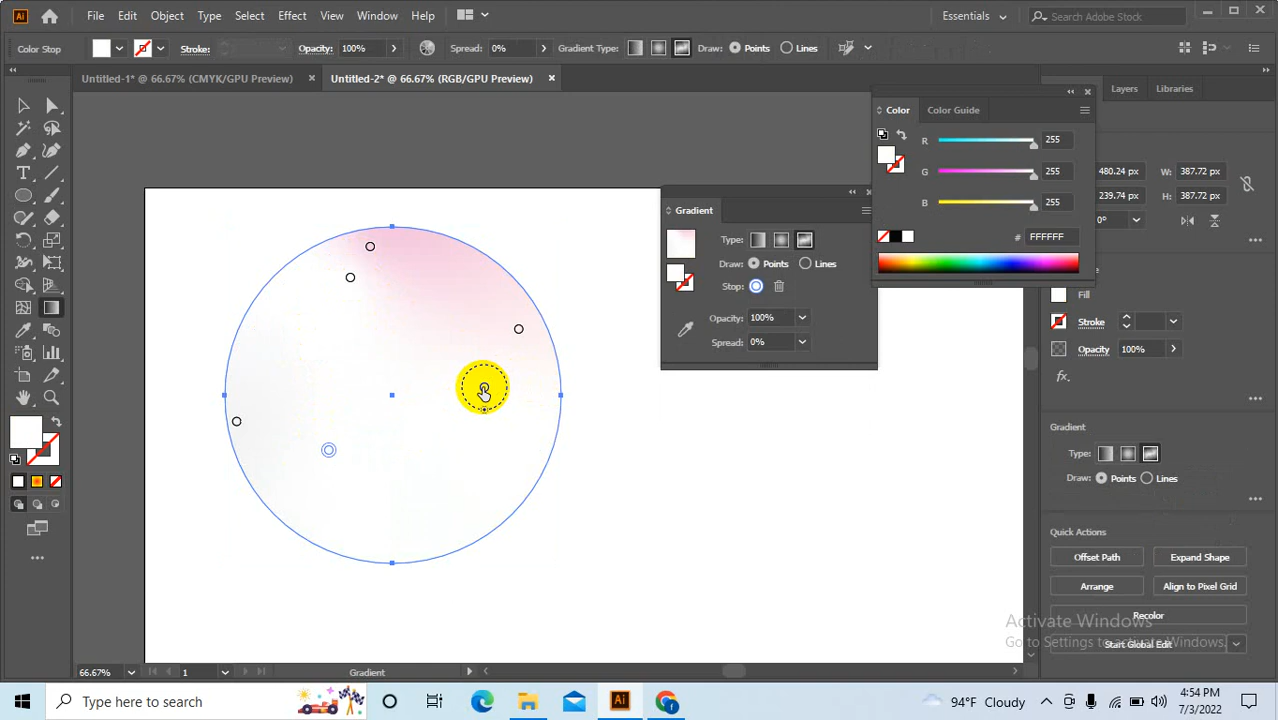 Ai File Edit Object Type Select Effect View Window Help Essentials Search Adobe Stock
Color Stop Stroke: Opacity: 100% Spread: 0% Gradient Type: Draw: Points Lines
Untitled-1* @ 66.67% (CMYK/GPU Preview) Untitled-2* @ 66.67% (RGB/GPU Preview)
Layers Libraries
Color Color Guide
R 255
G 255
B 255
# FFFFFF
480.24 px W: 387.72 px
239.74 px H: 387.72 px
0°
Gradient
Type:
Draw: Points Lines
Stop:
Opacity: 100%
Spread: 0%
Fill
Stroke
Opacity 100%
fx.
Gradient
Type:
Draw: Points Lines
Quick Actions
Offset Path Expand Shape
Arrange Align to Pixel Grid
Recolor
Start Global Edit
Activate Windows
Go to Settings to activate Windows.
66.67% 1 Gradient
Type here to search Ai 94°F Cloudy 4:54 PM
7/3/2022